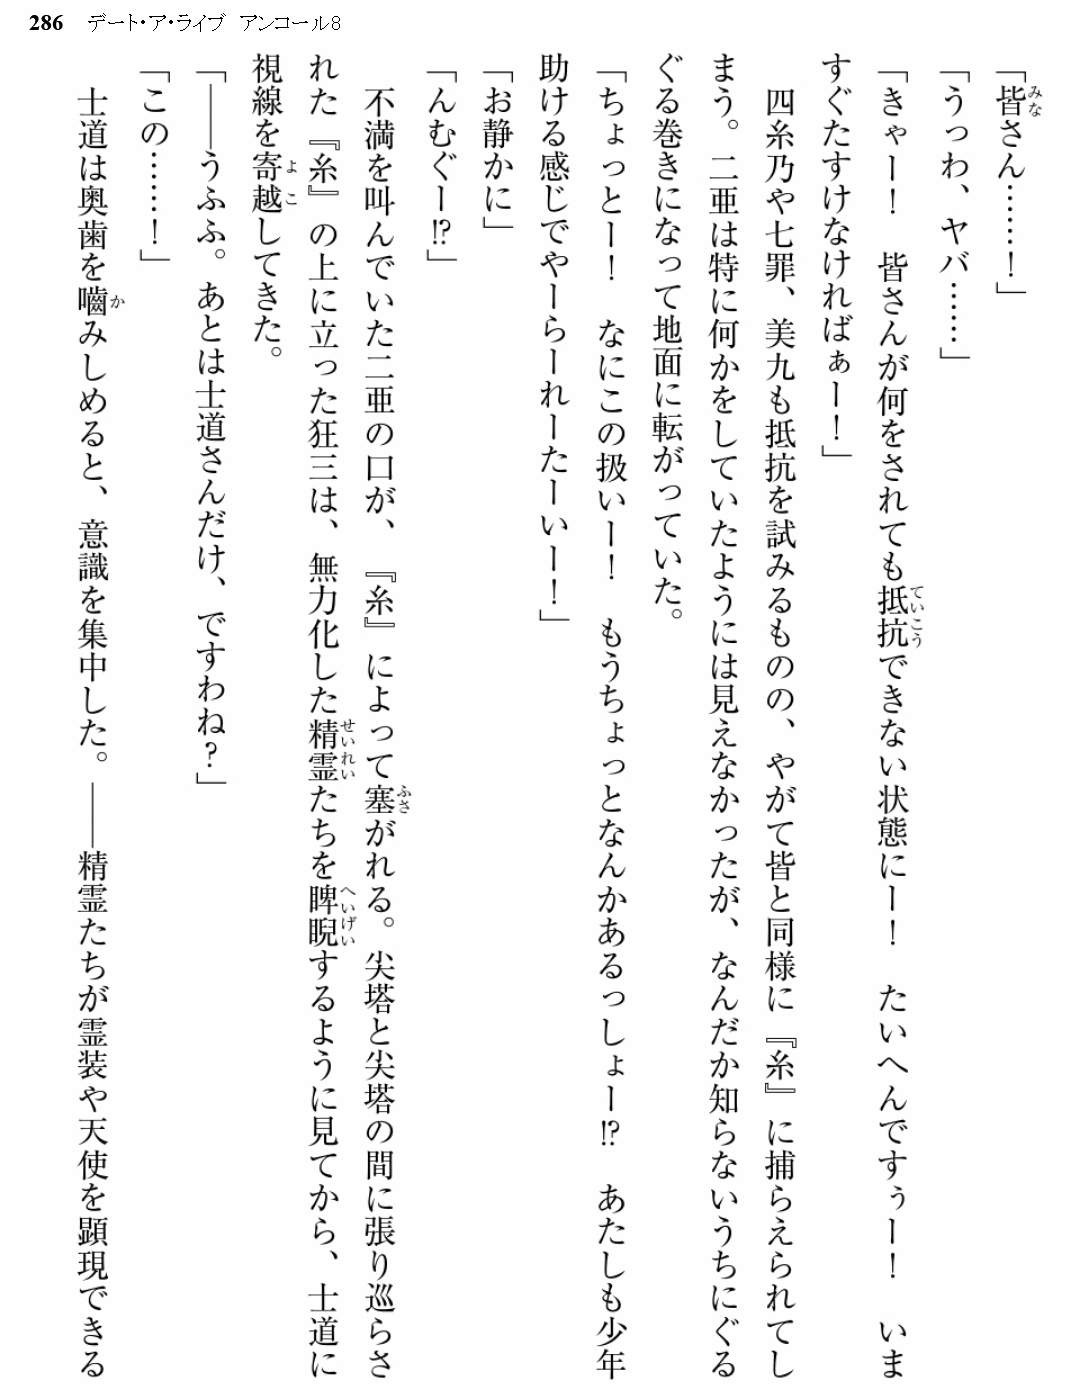 286 デート・ア・ライブ アンコール8
「皆さん……！」
「うっわ、ヤバ……」
「きゃー！　皆さんが何をされても抵抗できない状態にー！　たいへんですぅー！　いま
すぐたすけなければぁー！」
　四糸乃や七罪、美九も抵抗を試みるものの、やがて皆と同様に『糸』に捕らえられてし
まう。二亜は特に何かをしていたようには見えなかったが、なんだか知らないうちにぐる
ぐる巻きになって地面に転がっていた。
「ちょっとー！　なにこの扱いー！　もうちょっとなんかあるっしょー!?　あたしも少年
助ける感じでやーらーれーたーいー！」
「お静かに」
「んむぐー!?」
　不満を叫んでいた二亜の口が、『糸』によって塞がれる。尖塔と尖塔の間に張り巡らさ
れた『糸』の上に立った狂三は、無力化した精霊たちを睥睨するように見てから、士道に
視線を寄越してきた。
「――うふふ。あとは士道さんだけ、ですわね？」
「この……！」
　士道は奥歯を嚙みしめると、意識を集中した。――精霊たちが霊装や天使を顕現できる